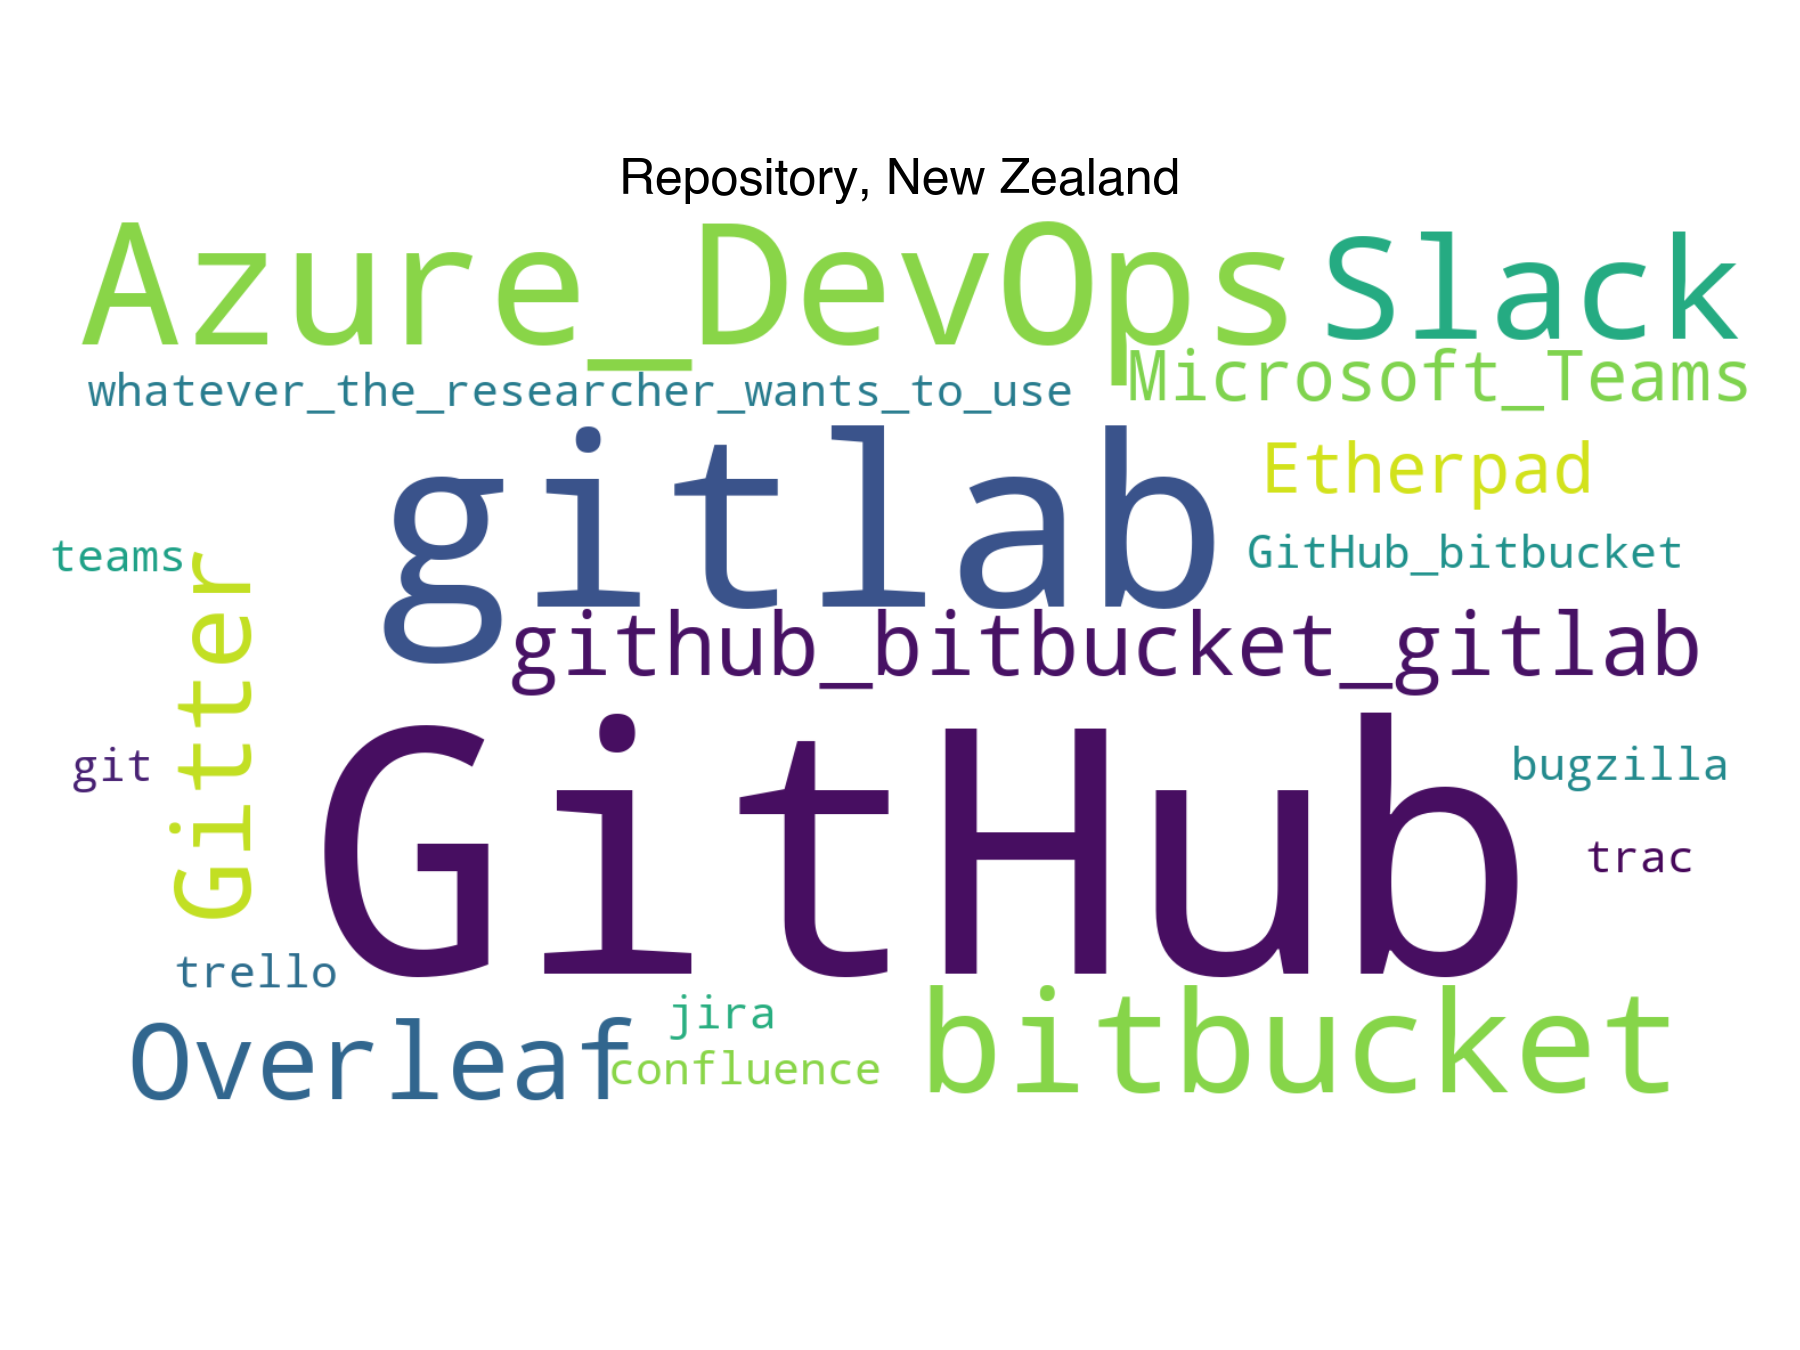 Repository, New Zealand
Azure_DevOps
Slack
whatever_the_researcher_wants_to_use
Microsoft_Teams
gitlab
Etherpad
teams
GitHub_bitbucket
Gitter
github_bitbucket_gitlab
git
GitHub
bugzilla
trac
trello
Overleaf
jira
confluence
bitbucket